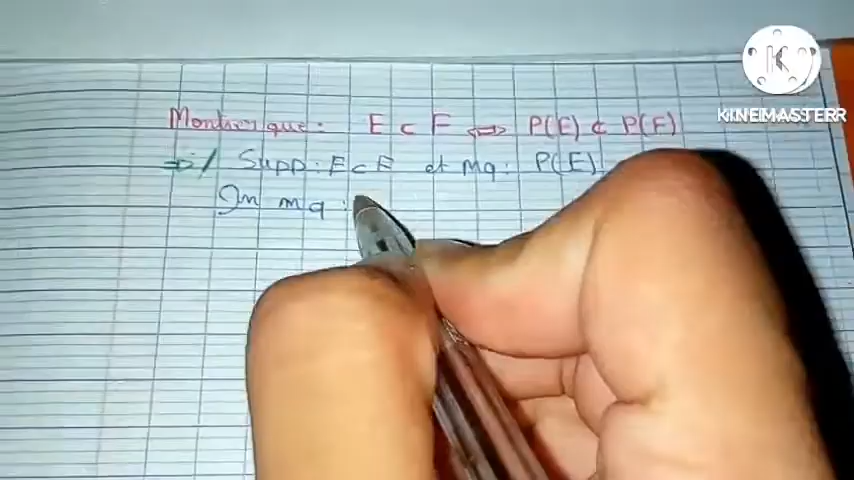 Montrer que : E ⊂ F ⟺ P(E) ⊂ P(F)
⇒ / Supp : E ⊂ F et Mq : P(E)
On mq :
KINEMASTER